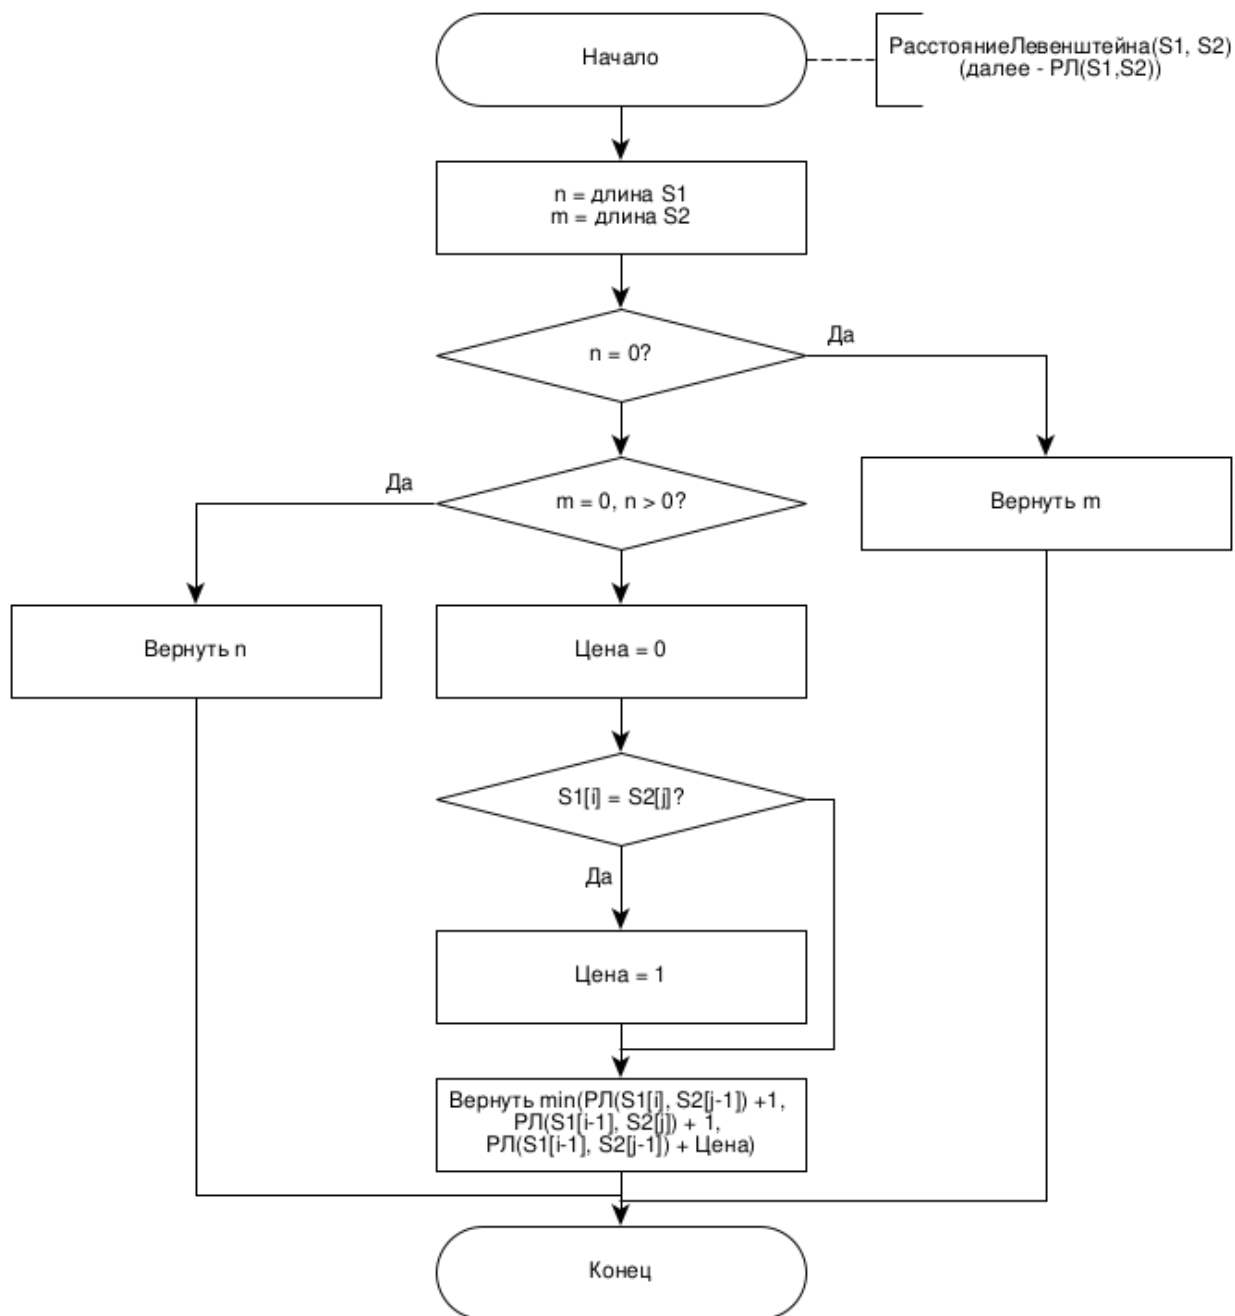 Начало
РасстояниеЛевенштейна(S1, S2)
(далее - РЛ(S1,S2))
n = длина S1
m = длина S2
n = 0?
Да
m = 0, n > 0?
Да
Вернуть m
Вернуть n
Цена = 0
S1[i] = S2[j]?
Да
Цена = 1
Вернуть min(РЛ(S1[i], S2[j-1]) +1,
РЛ(S1[i-1], S2[j]) + 1,
РЛ(S1[i-1], S2[j-1]) + Цена)
Конец